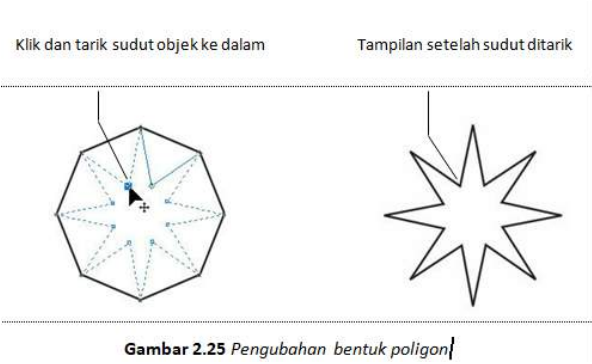 Klik dan tarik sudut objek ke dalam
Tampilan setelah sudut ditarik
Gambar 2.25 Pengubahan bentuk poligon